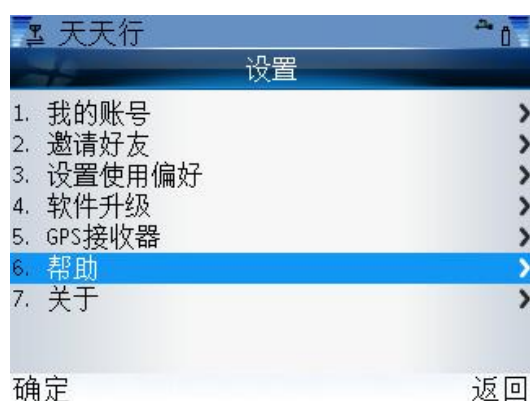 天天行
设置
1. 我的账号
2. 邀请好友
3. 设置使用偏好
4. 软件升级
5. GPS接收器
6. 帮助
7. 关于
确定 返回